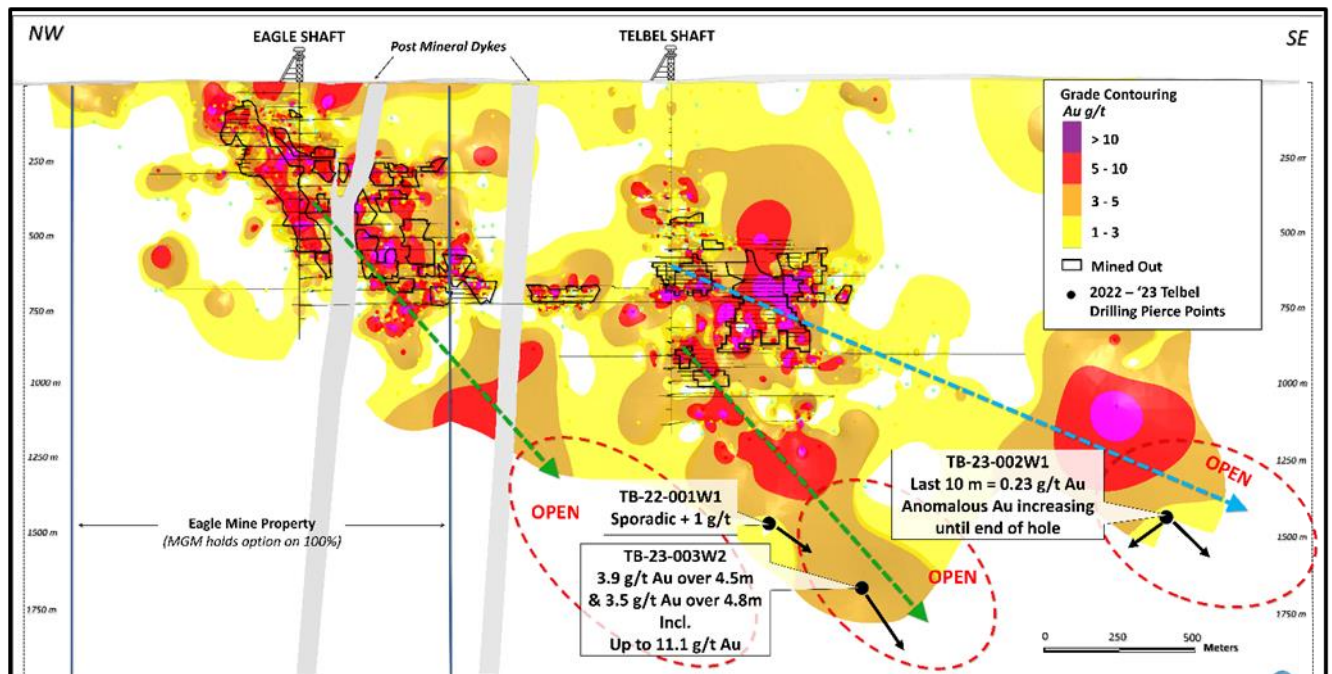 NW
EAGLE SHAFT
Post Mineral Dykes
TELBEL SHAFT
SE
Grade Contouring
Au g/t
> 10
5 - 10
3 - 5
1 - 3
Mined Out
2022 – ‘23 Telbel
Drilling Pierce Points
250 m
500 m
750 m
1000 m
1250 m
1500 m
1750 m
250 m
500 m
750 m
1000 m
1250 m
1500 m
1750 m
Eagle Mine Property
(MGM holds option on 100%)
OPEN
TB-22-001W1
Sporadic + 1 g/t
TB-23-003W2
3.9 g/t Au over 4.5m
& 3.5 g/t Au over 4.8m
Incl.
Up to 11.1 g/t Au
OPEN
TB-23-002W1
Last 10 m = 0.23 g/t Au
Anomalous Au increasing
until end of hole
OPEN
0 250 500
Meters